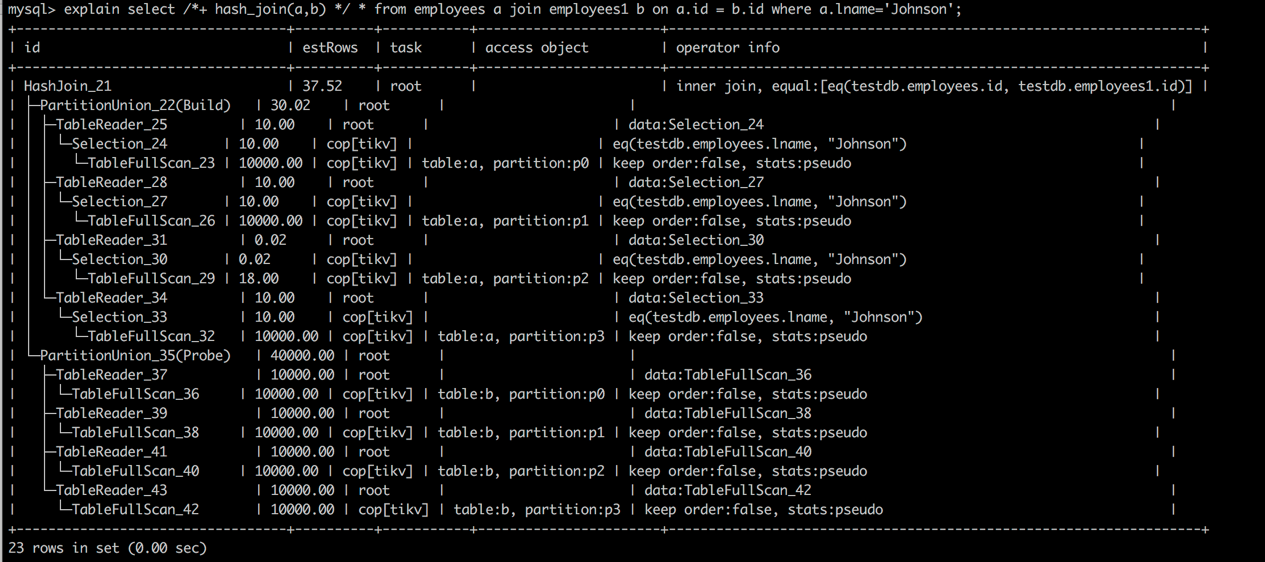 mysql> explain select /*+ hash_join(a,b) */ * from employees a join employees1 b on a.id = b.id where a.lname='Johnson';
+----------------------------------+----------+-----------+-----------------------+------------------------------------------------------------------+
| id                               | estRows  | task      | access object         | operator info                                                    |
+----------------------------------+----------+-----------+-----------------------+------------------------------------------------------------------+
| HashJoin_21                      | 37.52    | root      |                       | inner join, equal:[eq(testdb.employees.id, testdb.employees1.id)] |
| ├─PartitionUnion_22(Build)   | 30.02    | root      |                       |                                                                  |
| │ ├─TableReader_25         | 10.00    | root      |                       | data:Selection_24                                                |
| │ │ └─Selection_24       | 10.00    | cop[tikv] |                       | eq(testdb.employees.lname, "Johnson")                            |
| │ │   └─TableFullScan_23 | 10000.00 | cop[tikv] | table:a, partition:p0 | keep order:false, stats:pseudo                                   |
| │ ├─TableReader_28         | 10.00    | root      |                       | data:Selection_27                                                |
| │ │ └─Selection_27       | 10.00    | cop[tikv] |                       | eq(testdb.employees.lname, "Johnson")                            |
| │ │   └─TableFullScan_26 | 10000.00 | cop[tikv] | table:a, partition:p1 | keep order:false, stats:pseudo                                   |
| │ ├─TableReader_31         | 0.02     | root      |                       | data:Selection_30                                                |
| │ │ └─Selection_30       | 0.02     | cop[tikv] |                       | eq(testdb.employees.lname, "Johnson")                            |
| │ │   └─TableFullScan_29 | 18.00    | cop[tikv] | table:a, partition:p2 | keep order:false, stats:pseudo                                   |
| │ └─TableReader_34         | 10.00    | root      |                       | data:Selection_33                                                |
| │   └─Selection_33         | 10.00    | cop[tikv] |                       | eq(testdb.employees.lname, "Johnson")                            |
| │     └─TableFullScan_32   | 10000.00 | cop[tikv] | table:a, partition:p3 | keep order:false, stats:pseudo                                   |
| └─PartitionUnion_35(Probe)   | 40000.00 | root      |                       |                                                                  |
|   ├─TableReader_37           | 10000.00 | root      |                       | data:TableFullScan_36                                            |
|   │ └─TableFullScan_36     | 10000.00 | cop[tikv] | table:b, partition:p0 | keep order:false, stats:pseudo                                   |
|   ├─TableReader_39           | 10000.00 | root      |                       | data:TableFullScan_38                                            |
|   │ └─TableFullScan_38     | 10000.00 | cop[tikv] | table:b, partition:p1 | keep order:false, stats:pseudo                                   |
|   ├─TableReader_41           | 10000.00 | root      |                       | data:TableFullScan_40                                            |
|   │ └─TableFullScan_40     | 10000.00 | cop[tikv] | table:b, partition:p2 | keep order:false, stats:pseudo                                   |
|   └─TableReader_43           | 10000.00 | root      |                       | data:TableFullScan_42                                            |
|     └─TableFullScan_42       | 10000.00 | cop[tikv] | table:b, partition:p3 | keep order:false, stats:pseudo                                   |
+----------------------------------+----------+-----------+-----------------------+------------------------------------------------------------------+
23 rows in set (0.00 sec)